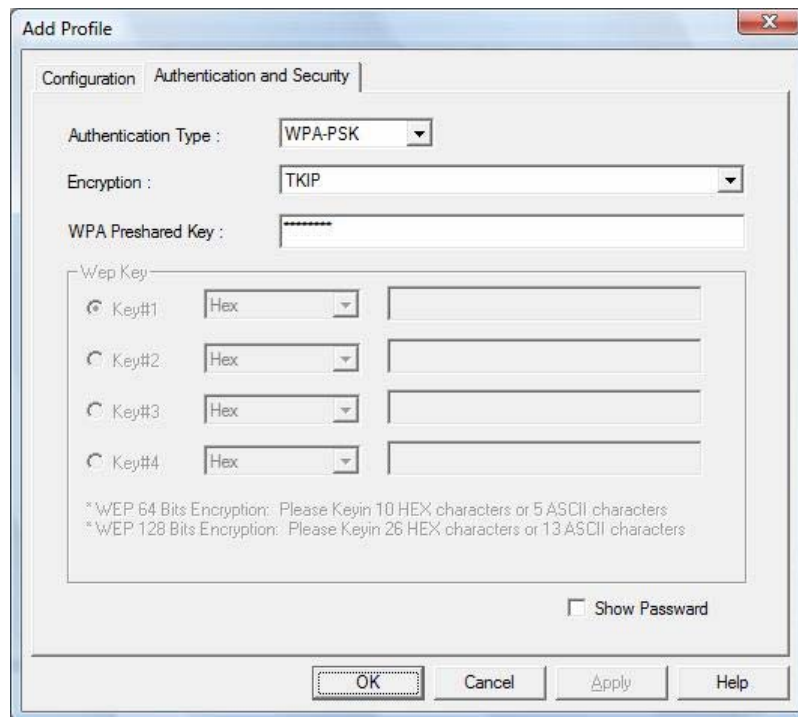 Add Profile
Configuration Authentication and Security
Authentication Type : WPA-PSK
Encryption : TKIP
WPA Preshared Key : ********
Wep Key
Key#1 Hex
Key#2 Hex
Key#3 Hex
Key#4 Hex
* WEP 64 Bits Encryption: Please Keyin 10 HEX characters or 5 ASCII characters
* WEP 128 Bits Encryption: Please Keyin 26 HEX characters or 13 ASCII characters
Show Passward
OK Cancel Apply Help